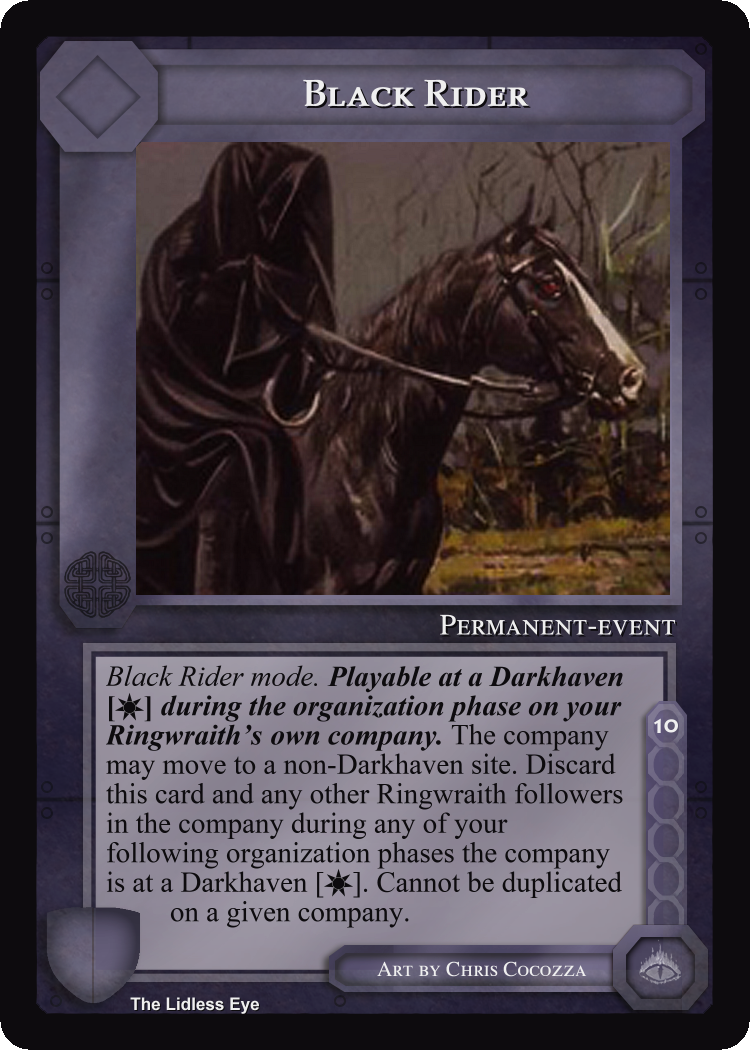 Black Rider
Permanent-event
Black Rider mode. Playable at a Darkhaven
[✷] during the organization phase on your
Ringwraith's own company. The company
may move to a non-Darkhaven site. Discard
this card and any other Ringwraith followers
in the company during any of your
following organization phases the company
is at a Darkhaven [✷]. Cannot be duplicated
on a given company.
10
Art by Chris Cocozza
The Lidless Eye